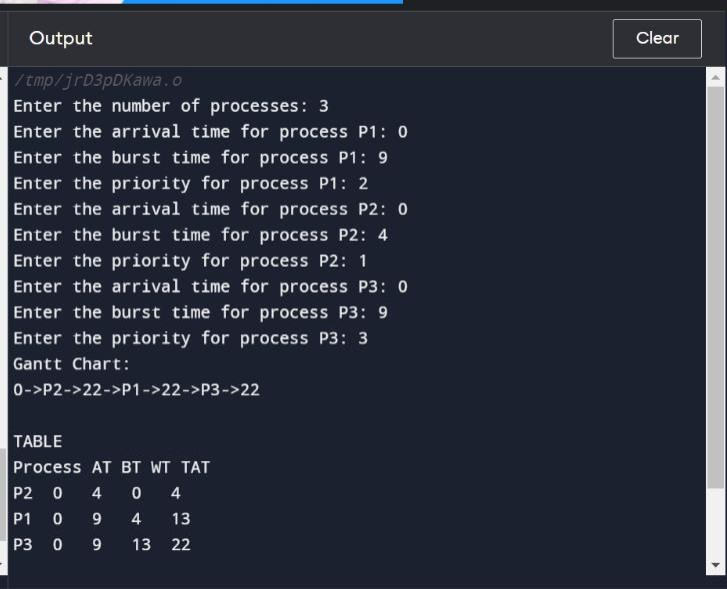 Output
Clear
/tmp/jrD3pDKawa.o
Enter the number of processes: 3
Enter the arrival time for process P1: 0
Enter the burst time for process P1: 9
Enter the priority for process P1: 2
Enter the arrival time for process P2: 0
Enter the burst time for process P2: 4
Enter the priority for process P2: 1
Enter the arrival time for process P3: 0
Enter the burst time for process P3: 9
Enter the priority for process P3: 3
Gantt Chart:
0->P2->22->P1->22->P3->22
TABLE
Process AT BT WT TAT
P2 0 4 0 4
P1 0 9 4 13
P3 0 9 13 22